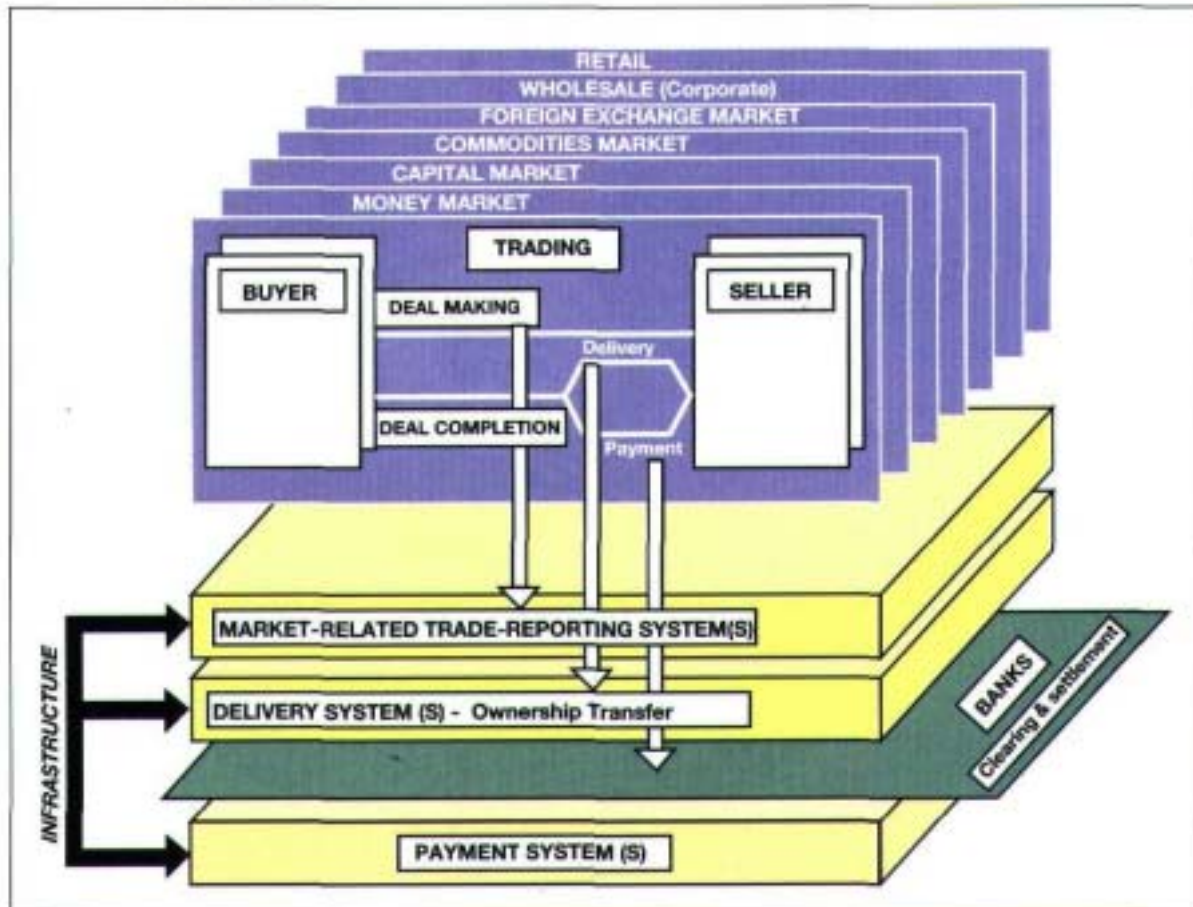 RETAIL
WHOLESALE (Corporate)
FOREIGN EXCHANGE MARKET
COMMODITIES MARKET
CAPITAL MARKET
MONEY MARKET
TRADING
BUYER
SELLER
DEAL MAKING
Delivery
DEAL COMPLETION
Payment
MARKET-RELATED TRADE-REPORTING SYSTEM(S)
DELIVERY SYSTEM (S) - Ownership Transfer
BANKS
Clearing & settlement
PAYMENT SYSTEM (S)
INFRASTRUCTURE